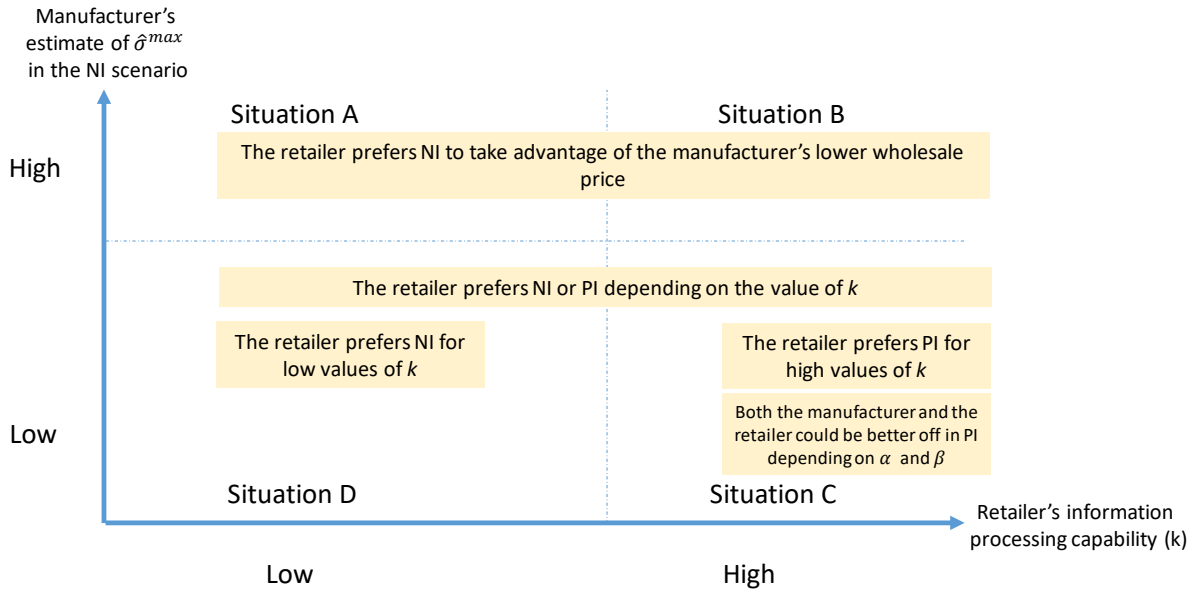 Manufacturer’s
estimate of σ̂ᵐᵃˣ
in the NI scenario
Situation A
Situation B
The retailer prefers NI to take advantage of the manufacturer’s lower wholesale
price
High
The retailer prefers NI or PI depending on the value of k
The retailer prefers NI for
low values of k
The retailer prefers PI for
high values of k
Both the manufacturer and the
retailer could be better off in PI
depending on α and β
Low
Situation D
Situation C
Retailer’s information
processing capability (k)
Low
High